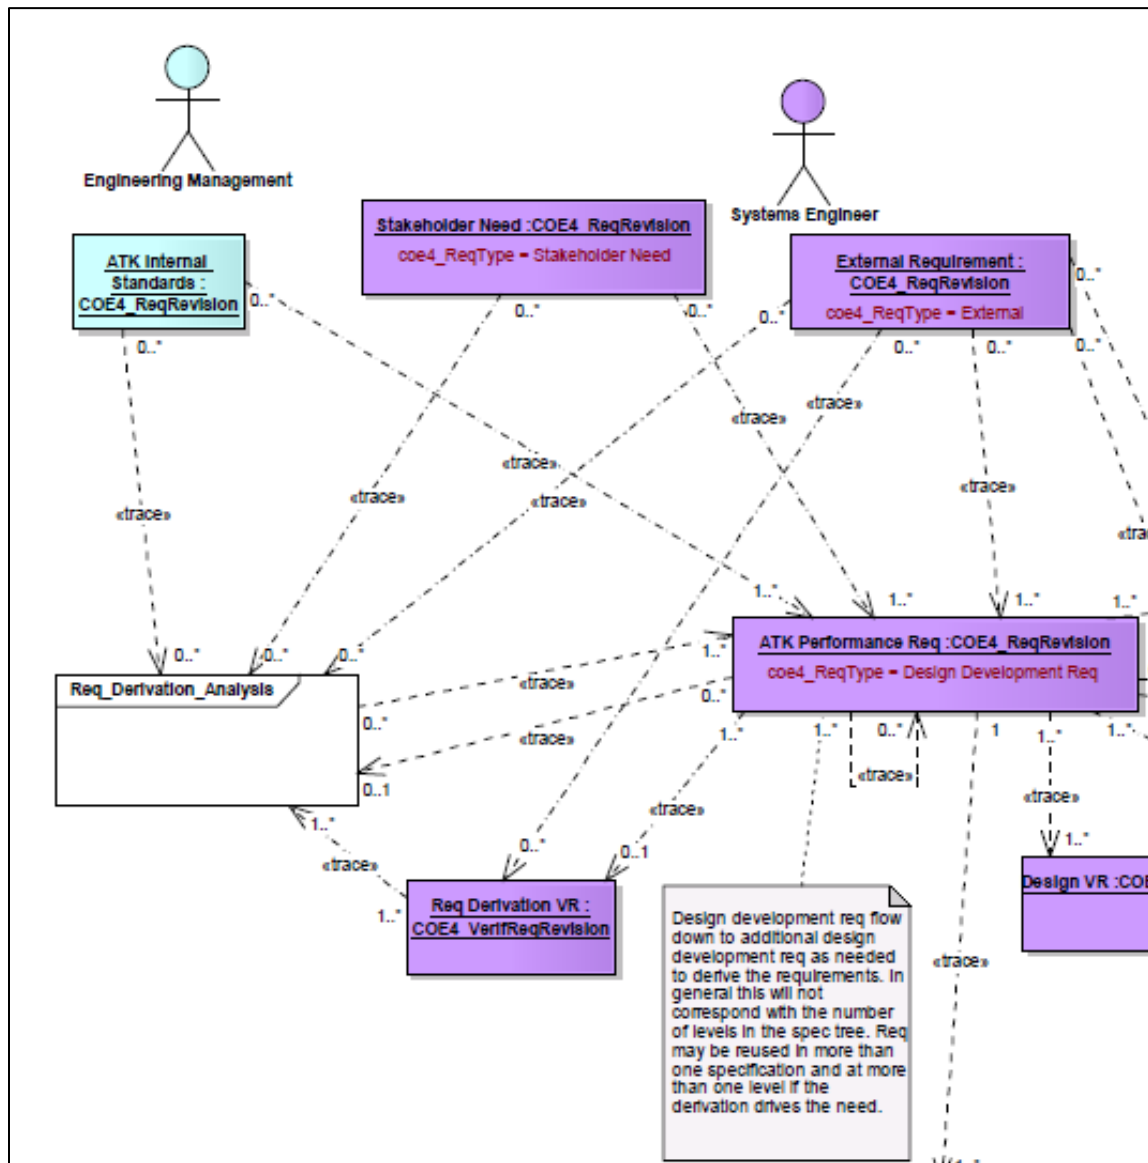 Engineering Management
Systems Engineer
Stakeholder Need :COE4_ReqRevision
coe4_ReqType = Stakeholder Need
ATK Internal
Standards :
COE4_ReqRevision
External Requirement :
COE4_ReqRevision
coe4_ReqType = External
0..*
0..*
0..*
0..*
0..*
0..*
0..*
0..*
0..*
0..*
«trace»
«trace»
«trace»
«trace»
«trace»
«trace»
«trace»
1..*
1..*
1..*
1..*
ATK Performance Req :COE4_ReqRevision
coe4_ReqType = Design Development Req
0..*
0..*
0..*
1..*
0..*
Req_Derivation_Analysis
0..*
«trace»
0..1
1..*
1..*
0..*
1
1..*
1..*
«trace»
«trace»
1..*
«trace»
«trace»
0..*
0..1
1..*
1..*
Req Derivation VR :
COE4_VerifReqRevision
Design VR :COE
Design development req flow
down to additional design
development req as needed
to derive the requirements. In
general this will not
correspond with the number
of levels in the spec tree. Req
may be reused in more than
one specification and at more
than one level if the
derivation drives the need.
«trace»